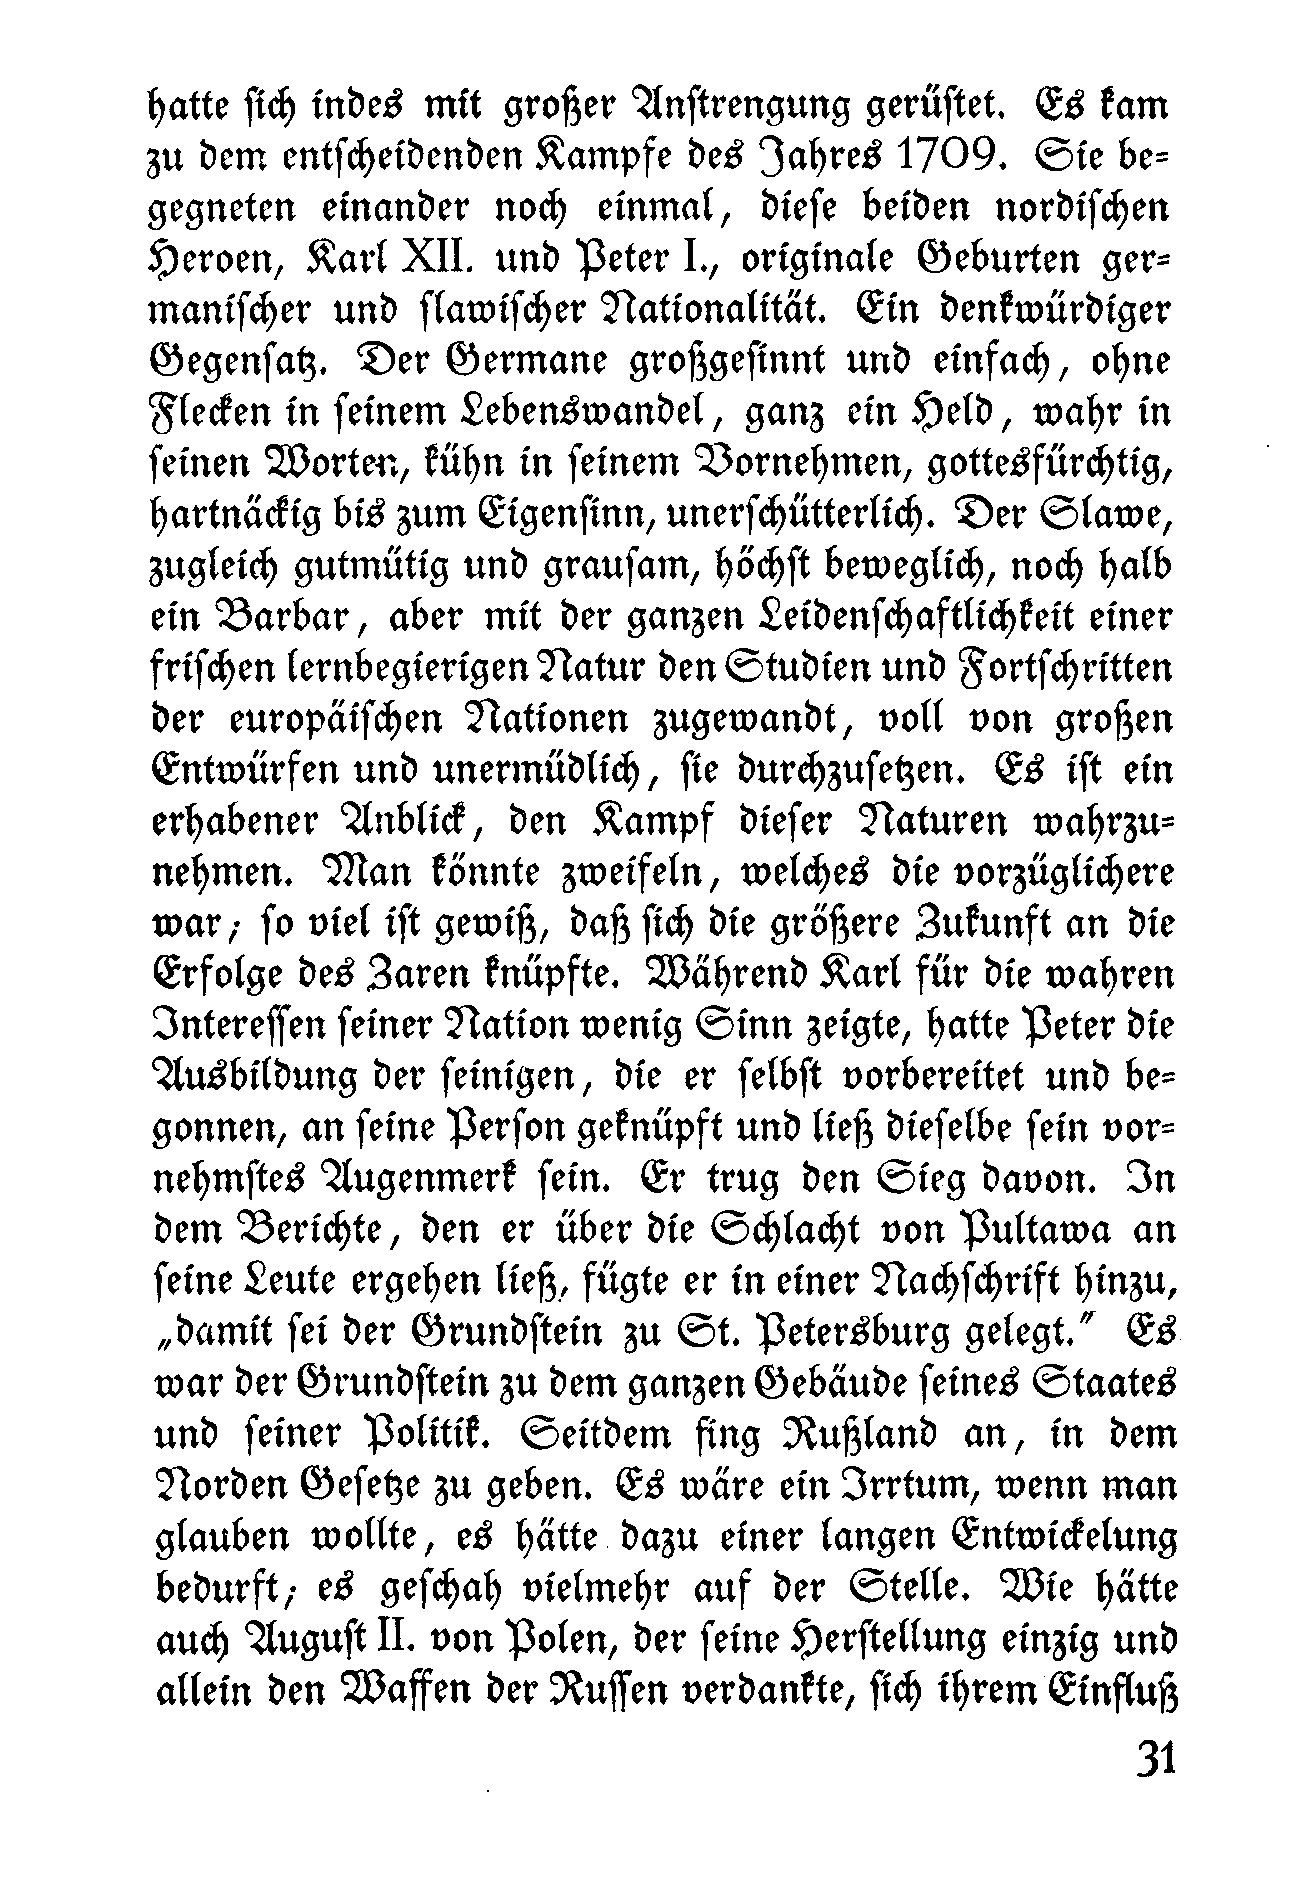 hatte sich indes mit großer Anstrengung gerüstet. Es kam
zu dem entscheidenden Kampfe des Jahres 1709. Sie be=
gegneten einander noch einmal, diese beiden nordischen
Heroen, Karl XII. und Peter I., originale Geburten ger=
manischer und slawischer Nationalität. Ein denkwürdiger
Gegensatz. Der Germane großgesinnt und einfach, ohne
Flecken in seinem Lebenswandel, ganz ein Held, wahr in
seinen Worten, kühn in seinem Vornehmen, gottesfürchtig,
hartnäckig bis zum Eigensinn, unerschütterlich. Der Slawe,
zugleich gutmütig und grausam, höchst beweglich, noch halb
ein Barbar, aber mit der ganzen Leidenschaftlichkeit einer
frischen lernbegierigen Natur den Studien und Fortschritten
der europäischen Nationen zugewandt, voll von großen
Entwürfen und unermüdlich, sie durchzusetzen. Es ist ein
erhabener Anblick, den Kampf dieser Naturen wahrzu=
nehmen. Man könnte zweifeln, welches die vorzüglichere
war; so viel ist gewiß, daß sich die größere Zukunft an die
Erfolge des Zaren knüpfte. Während Karl für die wahren
Interessen seiner Nation wenig Sinn zeigte, hatte Peter die
Ausbildung der seinigen, die er selbst vorbereitet und be=
gonnen, an seine Person geknüpft und ließ dieselbe sein vor=
nehmstes Augenmerk sein. Er trug den Sieg davon. In
dem Berichte, den er über die Schlacht von Pultawa an
seine Leute ergehen ließ, fügte er in einer Nachschrift hinzu,
„damit sei der Grundstein zu St. Petersburg gelegt.“ Es
war der Grundstein zu dem ganzen Gebäude seines Staates
und seiner Politik. Seitdem fing Rußland an, in dem
Norden Gesetze zu geben. Es wäre ein Irrtum, wenn man
glauben wollte, es hätte dazu einer langen Entwickelung
bedurft; es geschah vielmehr auf der Stelle. Wie hätte
auch August II. von Polen, der seine Herstellung einzig und
allein den Waffen der Russen verdankte, sich ihrem Einfluß
31